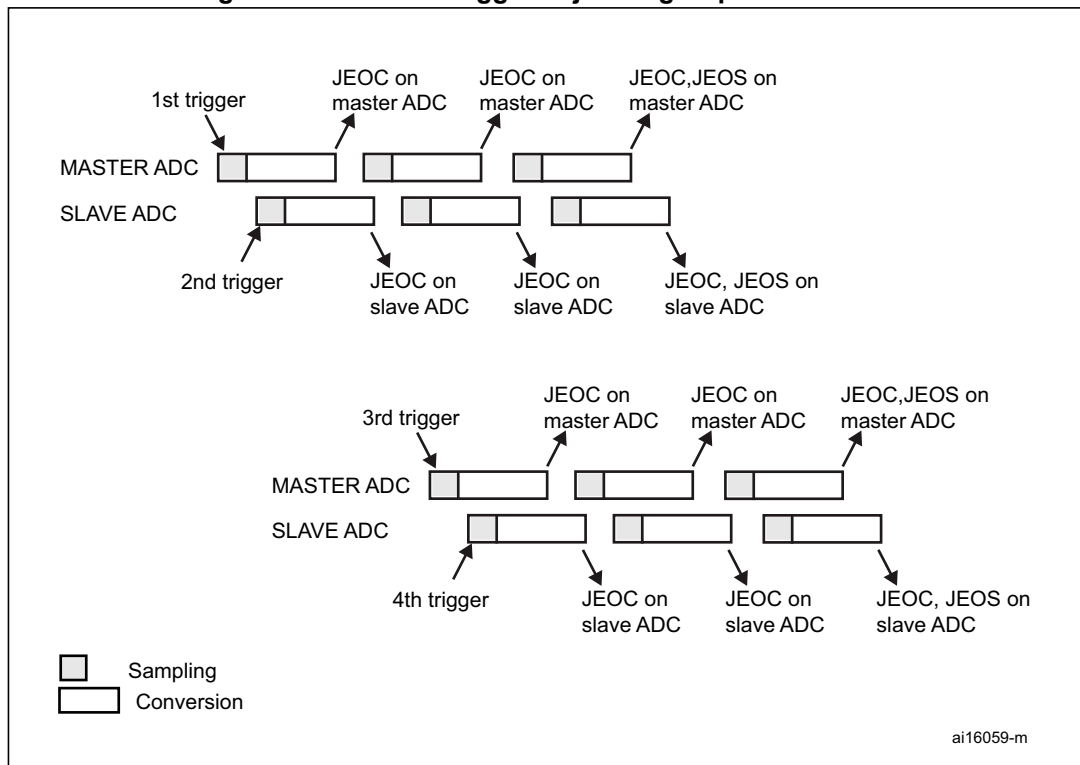 JEOC on
master ADC
JEOC on
master ADC
JEOC,JEOS on
master ADC
1st trigger
MASTER ADC
SLAVE ADC
2nd trigger
JEOC on
slave ADC
JEOC on
slave ADC
JEOC, JEOS on
slave ADC
JEOC on
master ADC
JEOC on
master ADC
JEOC,JEOS on
master ADC
3rd trigger
MASTER ADC
SLAVE ADC
4th trigger
JEOC on
slave ADC
JEOC on
slave ADC
JEOC, JEOS on
slave ADC
Sampling
Conversion
ai16059-m